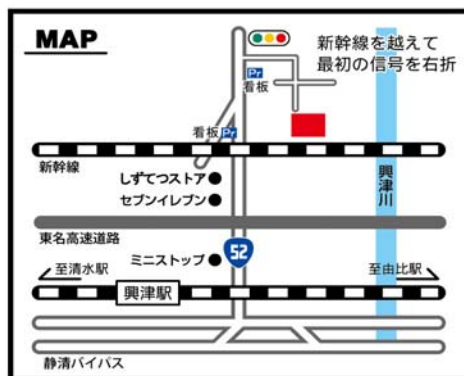 MAP
新幹線を越えて
最初の信号を右折
Pr
看板
看板 Pr
新幹線
しずてつストア
セブンイレブン
興津川
東名高速道路
ミニストップ
52
至清水駅
至由比駅
興津駅
静清バイパス